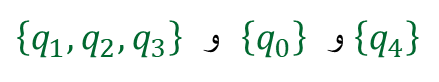 {q₁, q₂, q₃} و {q₀} و {q₄}